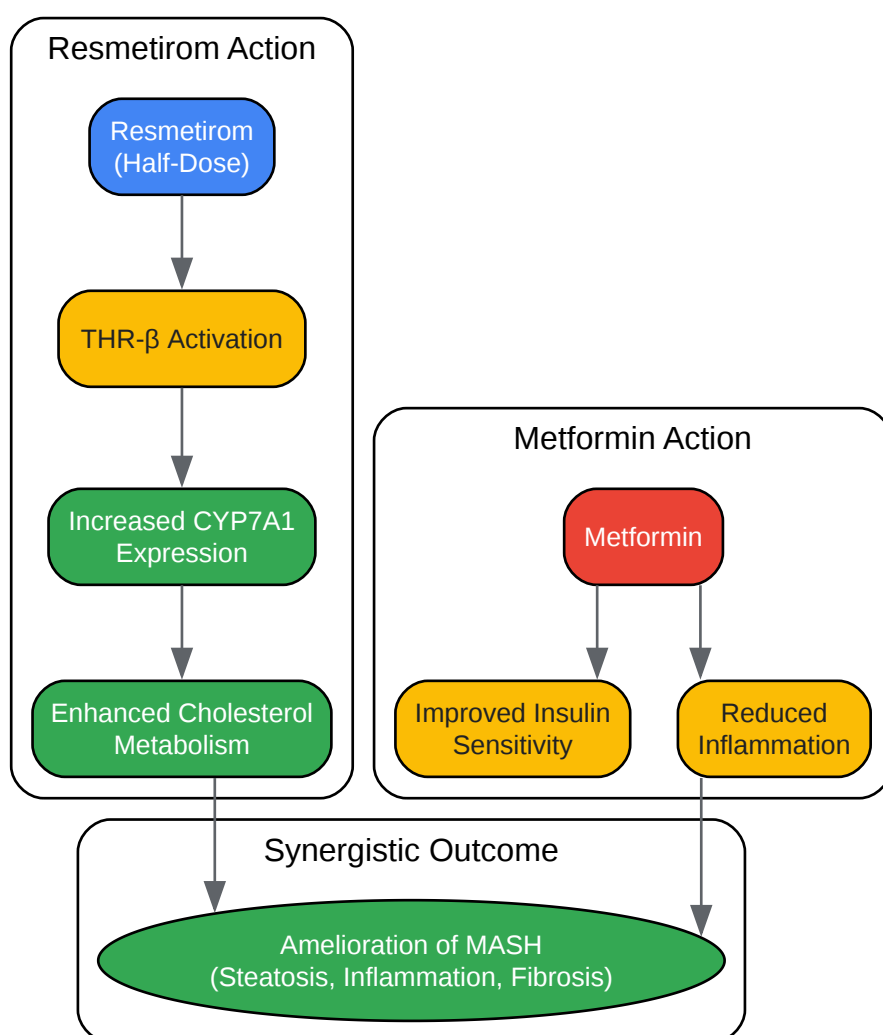 Resmetirom Action
Resmetirom
(Half-Dose)
THR-β Activation
Increased CYP7A1
Expression
Enhanced Cholesterol
Metabolism
Metformin Action
Metformin
Improved Insulin
Sensitivity
Reduced
Inflammation
Synergistic Outcome
Amelioration of MASH
(Steatosis, Inflammation, Fibrosis)